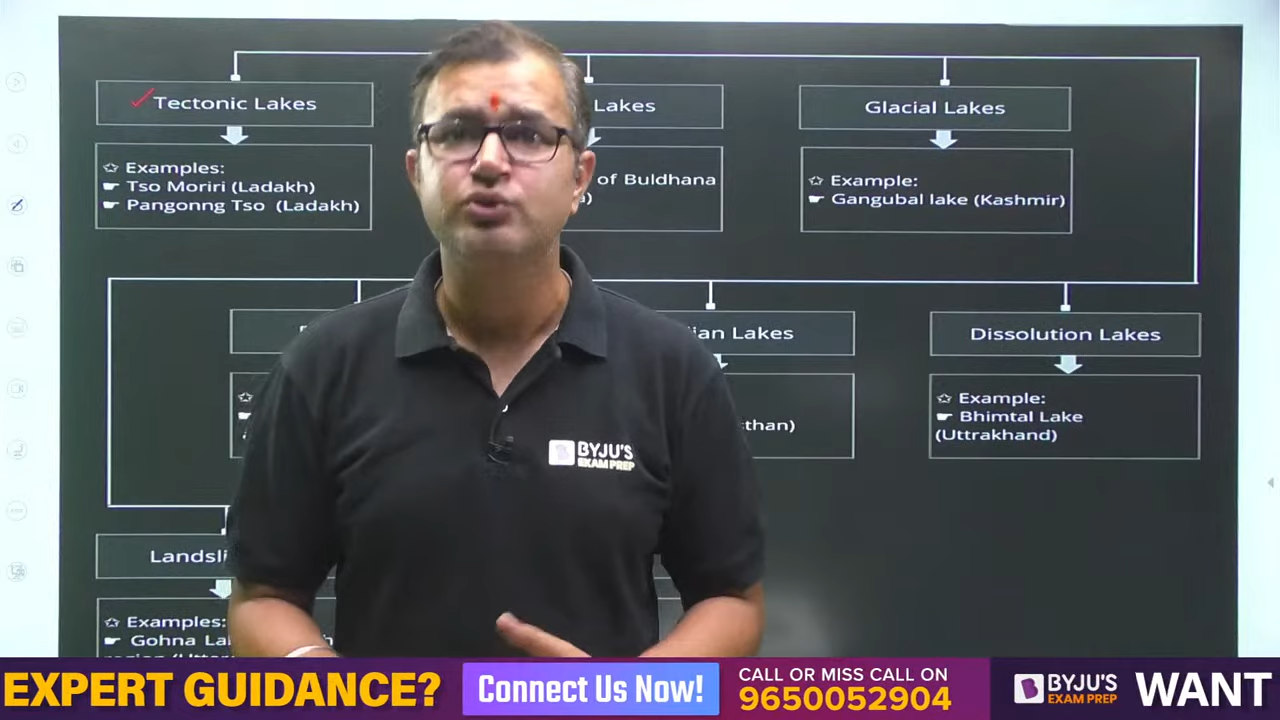 Tectonic Lakes
Lakes
Glacial Lakes
Examples:
Tso Moriri (Ladakh)
Pangonng Tso (Ladakh)
of Buldhana
Example:
Gangubal lake (Kashmir)
Lakes
Dissolution Lakes
Example:
Bhimtal Lake
(Uttrakhand)
Examples:
Gohna
BYJU'S
EXAM PREP
EXPERT GUIDANCE?
Connect Us Now!
CALL OR MISS CALL ON
9650052904
BYJU'S
EXAM PREP
WANT